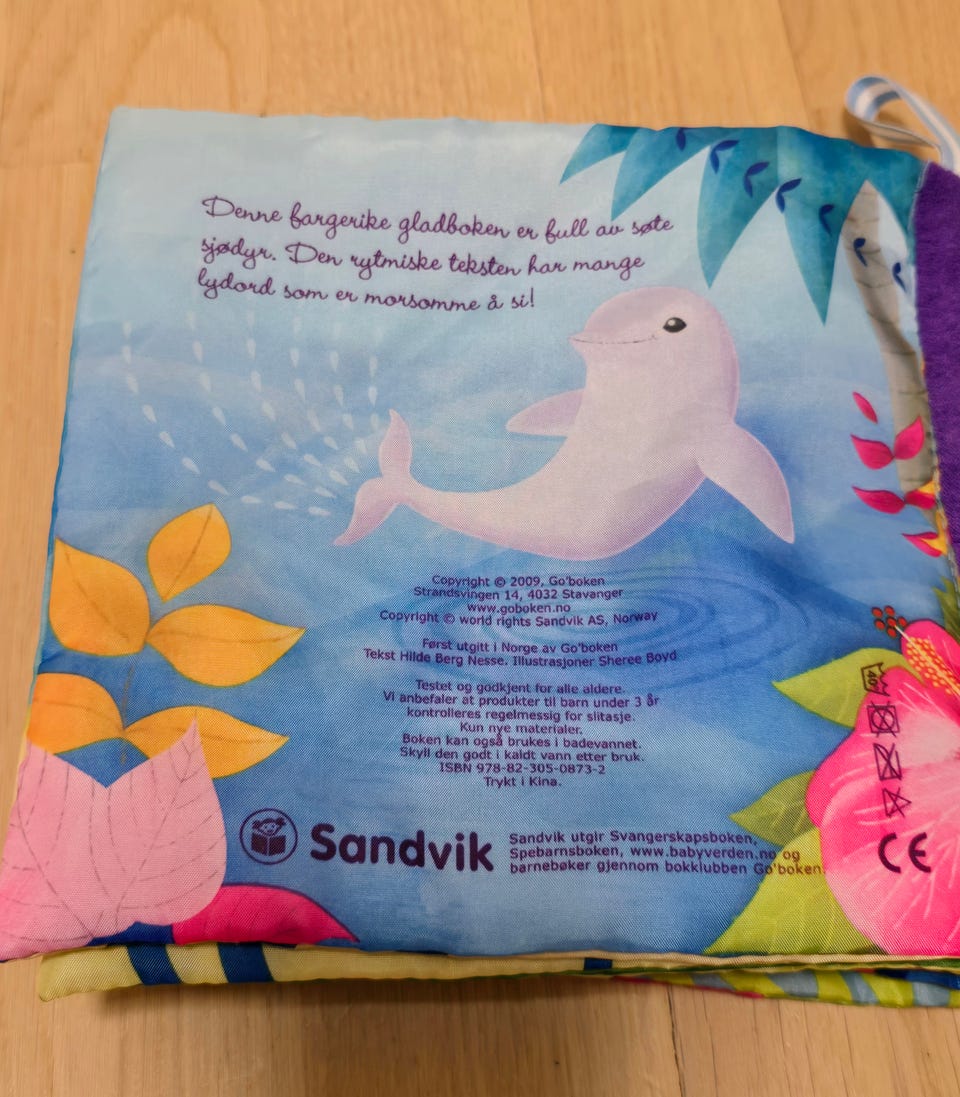 Denne fargerike gladboken er full av søte
sjødyr. Den rytmiske teksten har mange
lydord som er morsomme å si!
Copyright © 2009, Go'boken
Strandsvingen 14, 4032 Stavanger
www.goboken.no
Copyright © world rights Sandvik AS, Norway
Først utgitt i Norge av Go'boken
Tekst Hilde Berg Nesse. Illustrasjoner Sheree Boyd
Testet og godkjent for alle aldere.
Vi anbefaler at produkter til barn under 3 år
kontrolleres regelmessig for slitasje.
Kun nye materialer.
Boken kan også brukes i badevannet.
Skyll den godt i kaldt vann etter bruk.
ISBN 978-82-305-0873-2
Trykt i Kina.
Sandvik
Sandvik utgir Svangerskapsboken,
Spebarnsboken, www.babyverden.no og
barnebøker gjennom bokklubben Go'boken.
40
CE